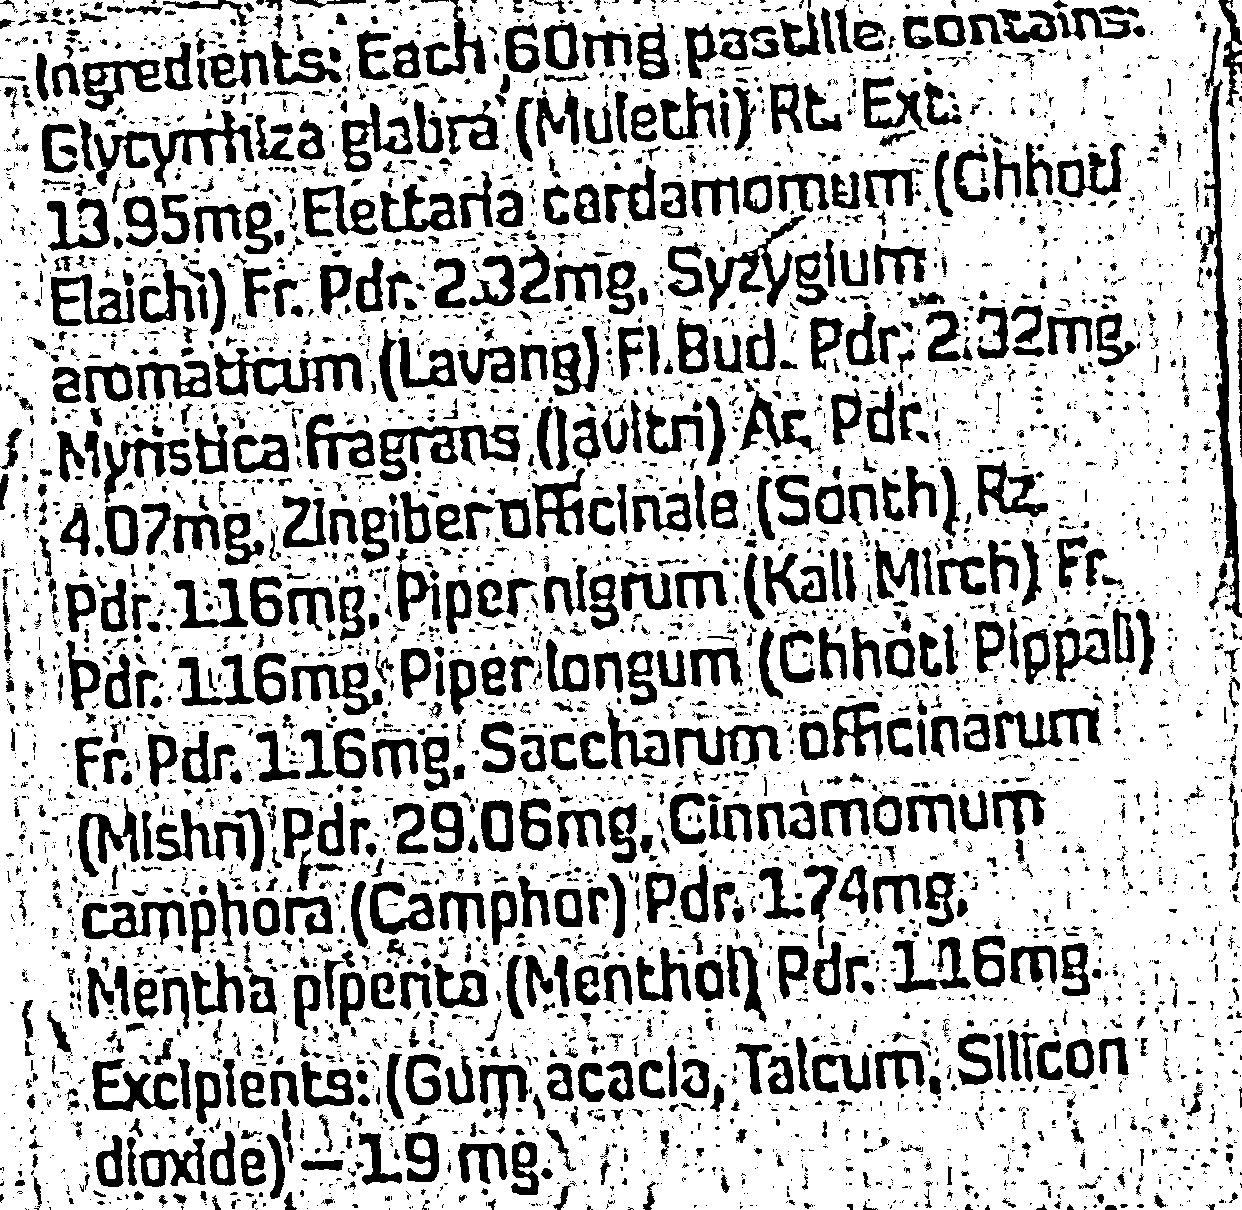 Ingredients: Each 60mg pastille contains:
Glycyrrhiza glabra (Mulethi) Rt. Ext.
13.95mg, Elettaria cardamomum (Chhoti
Elaichi) Fr. Pdr. 2.32mg, Syzygium
aromaticum (Lavang) Fl.Bud. Pdr. 2.32mg,
Myristica fragrans (Javitri) Ar. Pdr.
4.07mg, Zingiber officinale (Sonth) Rz.
Pdr. 1.16mg, Piper nigrum (Kali Mirch) Fr.
Pdr. 1.16mg, Piper longum (Chhoti Pippali)
Fr. Pdr. 1.16mg, Saccharum officinarum
(Mishri) Pdr. 29.06mg, Cinnamomum
camphora (Camphor) Pdr. 1.74mg,
Mentha piperita (Menthol) Pdr. 1.16mg.
Excipients: (Gum acacia, Talcum, Silicon
dioxide) – 1.9 mg.